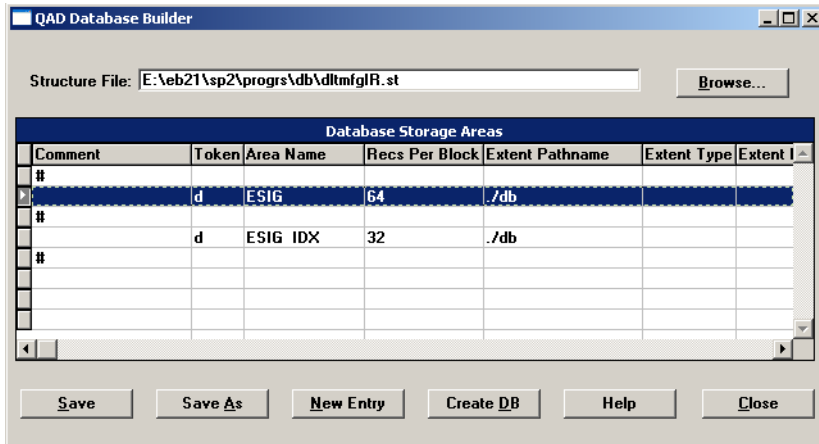 QAD Database Builder
Structure File: E:\eb21\sp2\progrs\db\dltmfgIR.st Browse...
Database Storage Areas
Comment Token Area Name Recs Per Block Extent Pathname Extent Type Extent
#
d ESIG 64 ./db
#
d ESIG_IDX 32 ./db
#
Save Save As New Entry Create DB Help Close